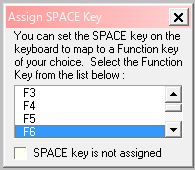 Assign SPACE Key
You can set the SPACE key on the
keyboard to map to a Function key
of your choice.  Select the Function
Key from the list below :
F3
F4
F5
F6
SPACE key is not assigned